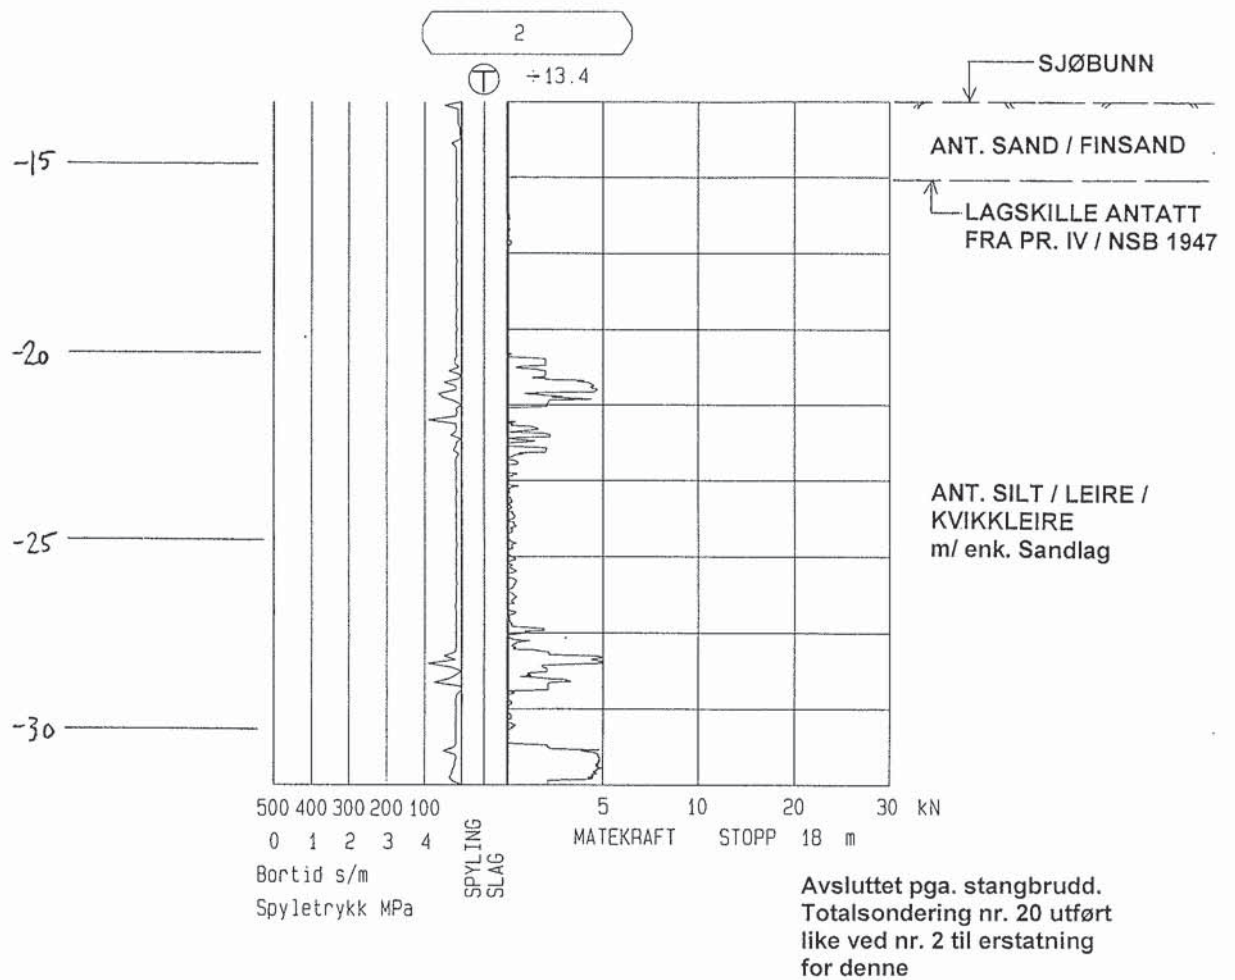 2
T ÷13.4
SJØBUNN
-15
ANT. SAND / FINSAND
LAGSKILLE ANTATT
FRA PR. IV / NSB 1947
-20
ANT. SILT / LEIRE /
KVIKKLEIRE
m/ enk. Sandlag
-25
-30
500 400 300 200 100
0 1 2 3 4
Bortid s/m
Spyletrykk MPa
SPYLING
SLAG
5 10 20 30 kN
MATEKRAFT STOPP 18 m
Avsluttet pga. stangbrudd.
Totalsondering nr. 20 utført
like ved nr. 2 til erstatning
for denne